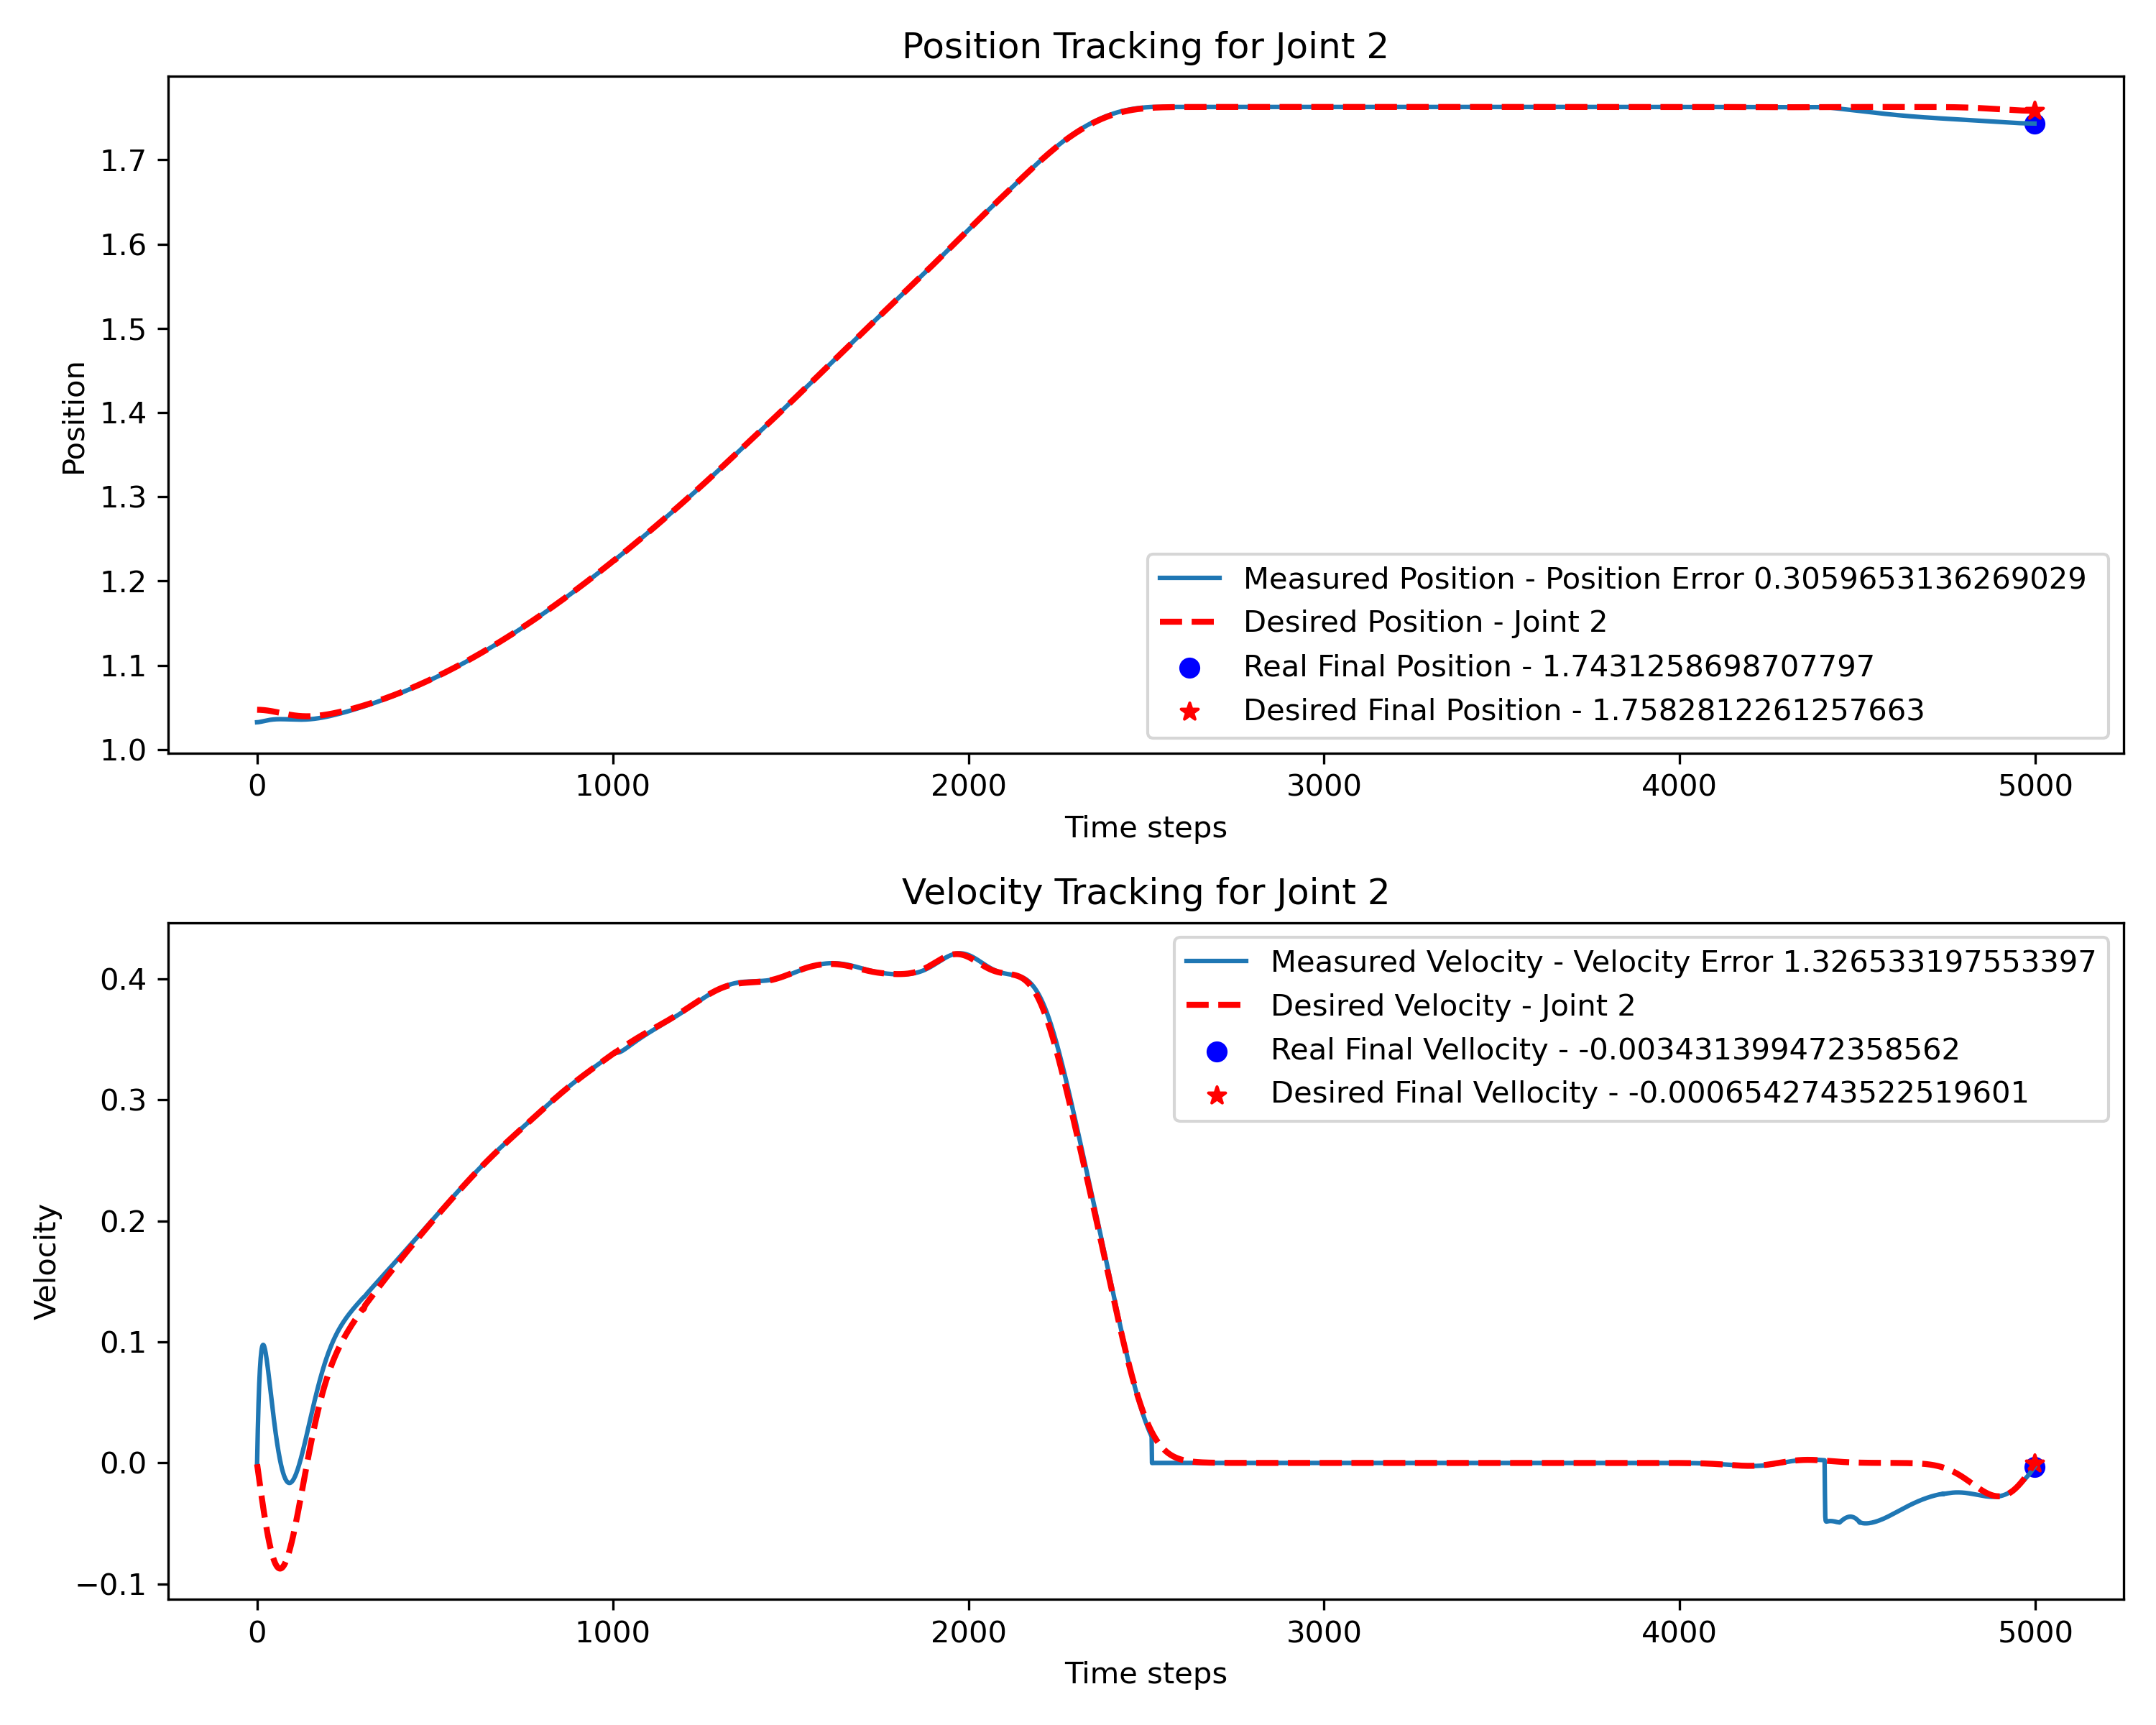 Position Tracking for Joint 2
Position
1.7
1.6
1.5
1.4
1.3
1.2
1.1
1.0
Measured Position - Position Error 0.3059653136269029
Desired Position - Joint 2
Real Final Position - 1.7431258698707797
Desired Final Position - 1.7582812261257663
0 1000 2000 3000 4000 5000
Time steps
Velocity Tracking for Joint 2
Velocity
0.4
0.3
0.2
0.1
0.0
−0.1
Measured Velocity - Velocity Error 1.326533197553397
Desired Velocity - Joint 2
Real Final Vellocity - -0.003431399472358562
Desired Final Vellocity - -0.0006542743522519601
0 1000 2000 3000 4000 5000
Time steps